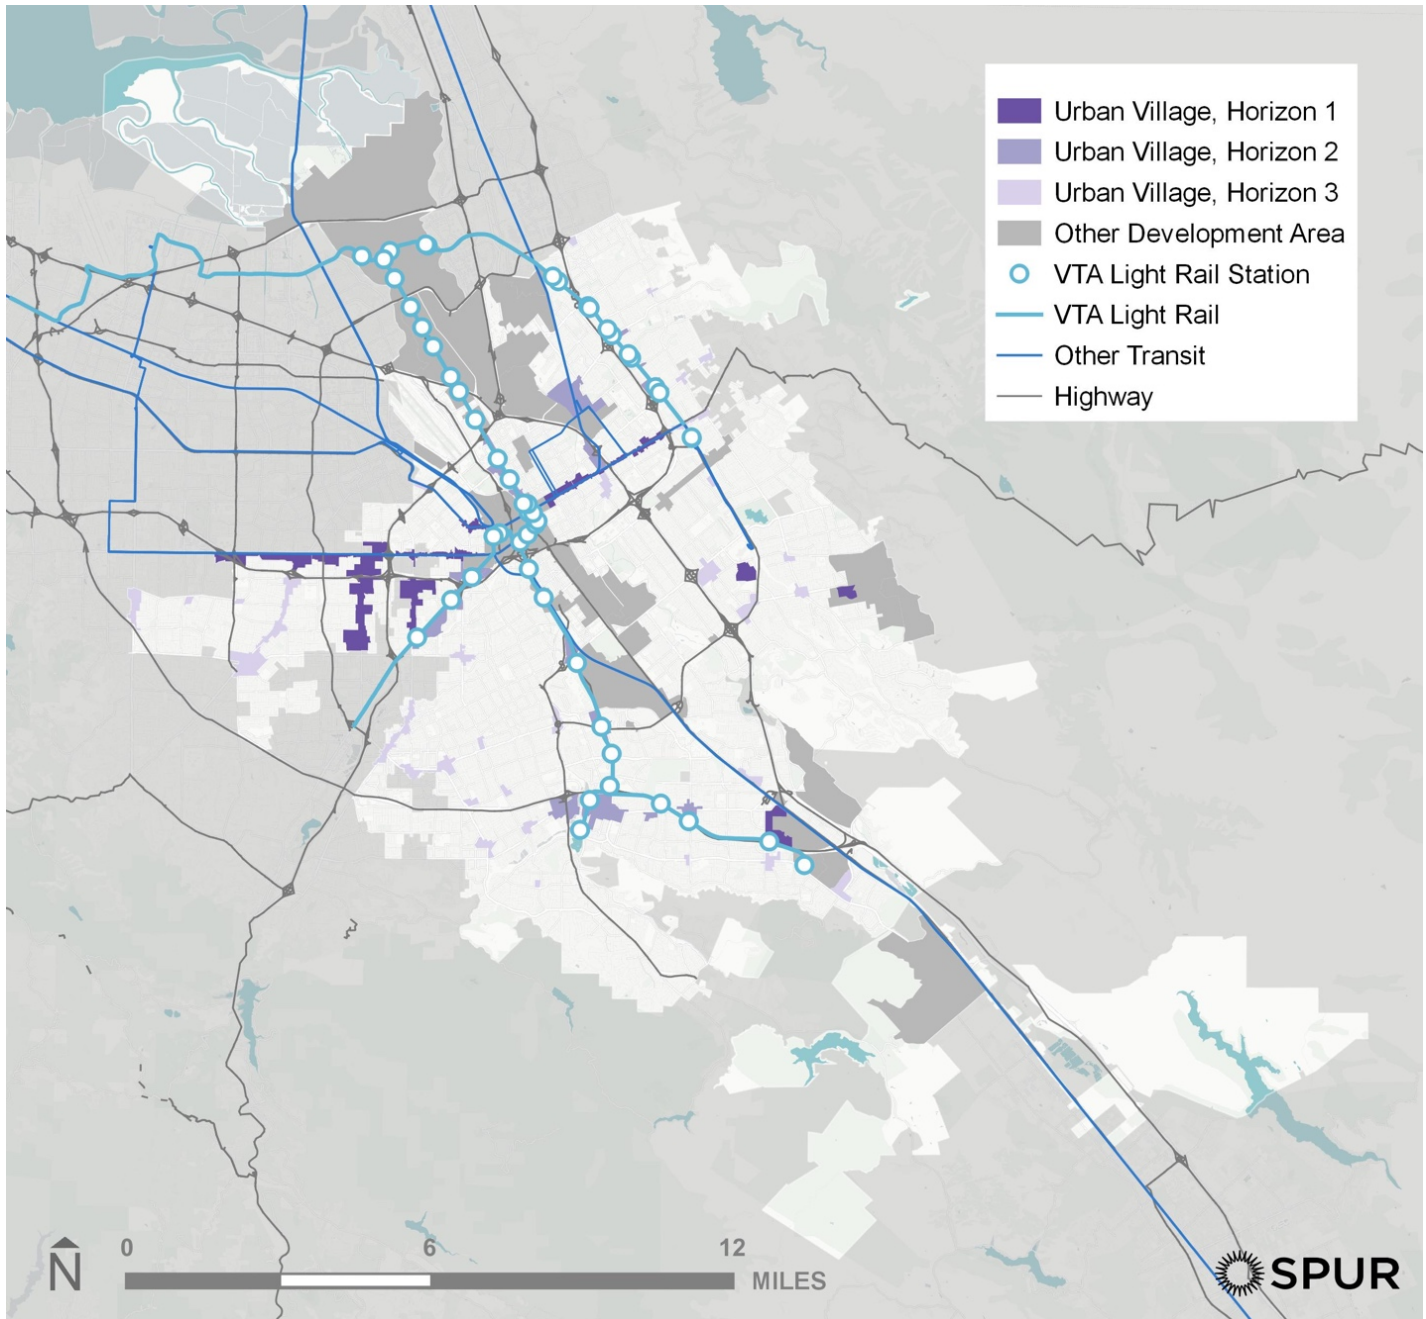 Urban Village, Horizon 1
Urban Village, Horizon 2
Urban Village, Horizon 3
Other Development Area
VTA Light Rail Station
VTA Light Rail
Other Transit
Highway
N
0 6 12
MILES
SPUR